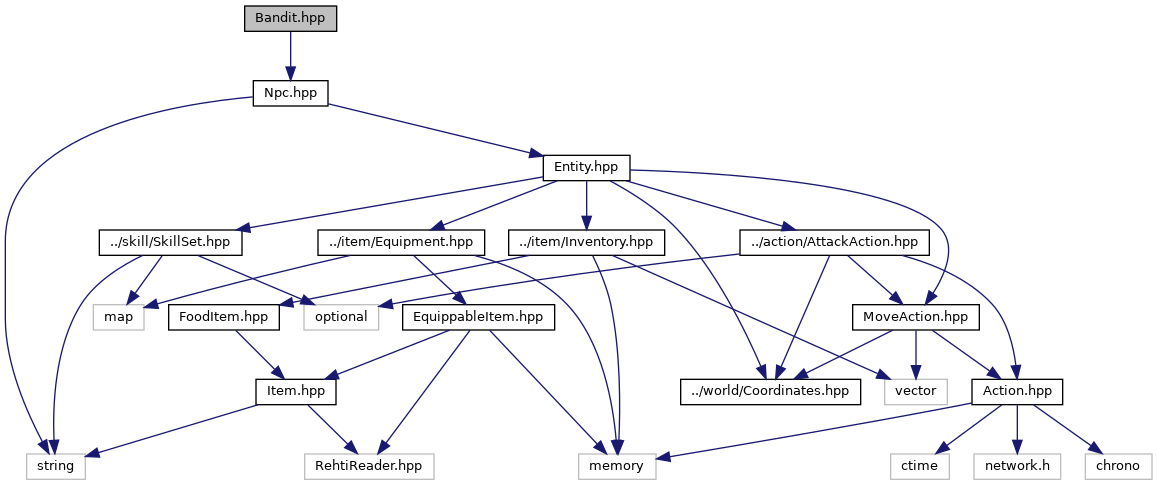 Bandit.hpp
Npc.hpp
Entity.hpp
../skill/SkillSet.hpp
../item/Equipment.hpp
../item/Inventory.hpp
../action/AttackAction.hpp
map
FoodItem.hpp
optional
EquippableItem.hpp
MoveAction.hpp
Item.hpp
../world/Coordinates.hpp
vector
Action.hpp
string
RehtiReader.hpp
memory
ctime
network.h
chrono